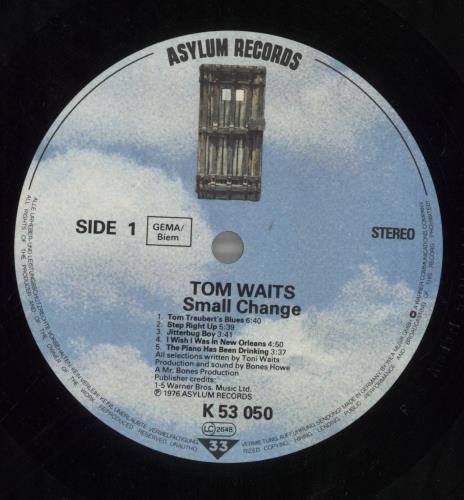 ASYLUM RECORDS
SIDE 1
GEMA/
Biem
STEREO
TOM WAITS
Small Change
1. Tom Treubert's Blues 6:40
2. Step Right Up 5:39
3. Jitterbug Boy 3:41
4. I Wish I Was In New Orleans 4:50
5. The Piano Has Been Drinking 3:37
All selections written by Toni Waits
Production and sound by Bones Howe
A Mr. Bones Production
Publisher credits:
1-5 Warner Bros. Music Ltd.
℗ 1976 ASYLUM RECORDS
K 53 050
LC 2648
33